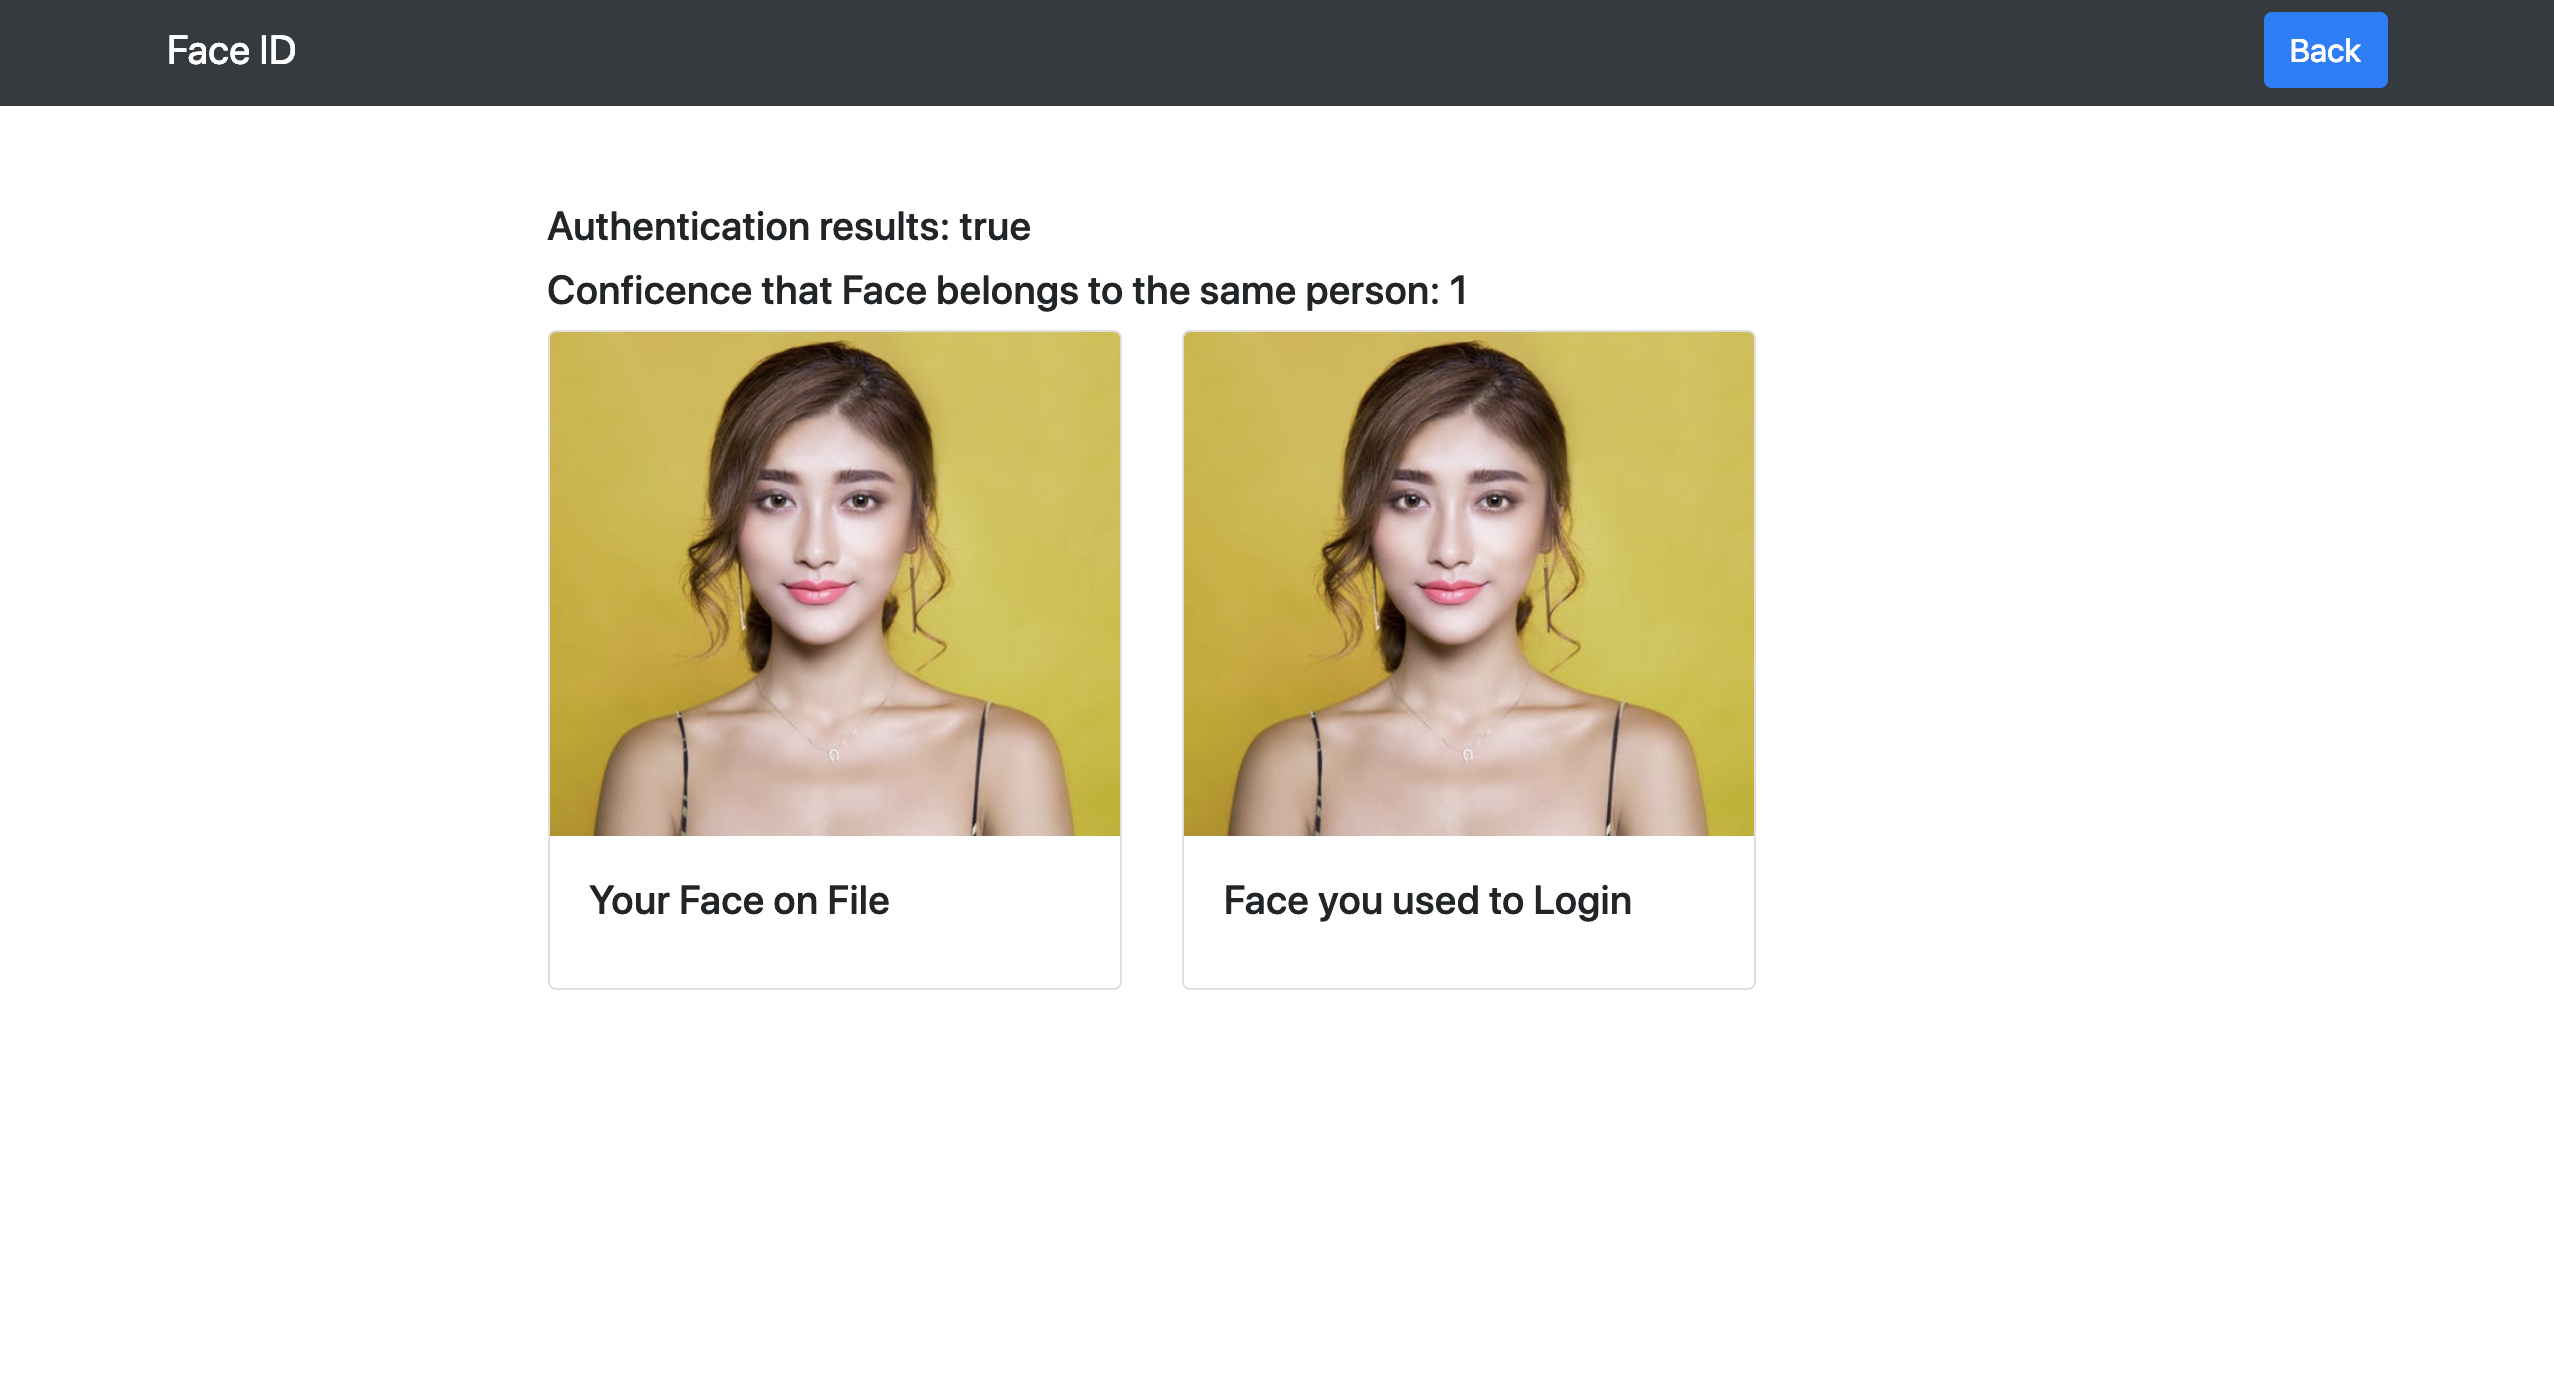 Face ID
Back
Authentication results: true
Conficence that Face belongs to the same person: 1
Your Face on File
Face you used to Login